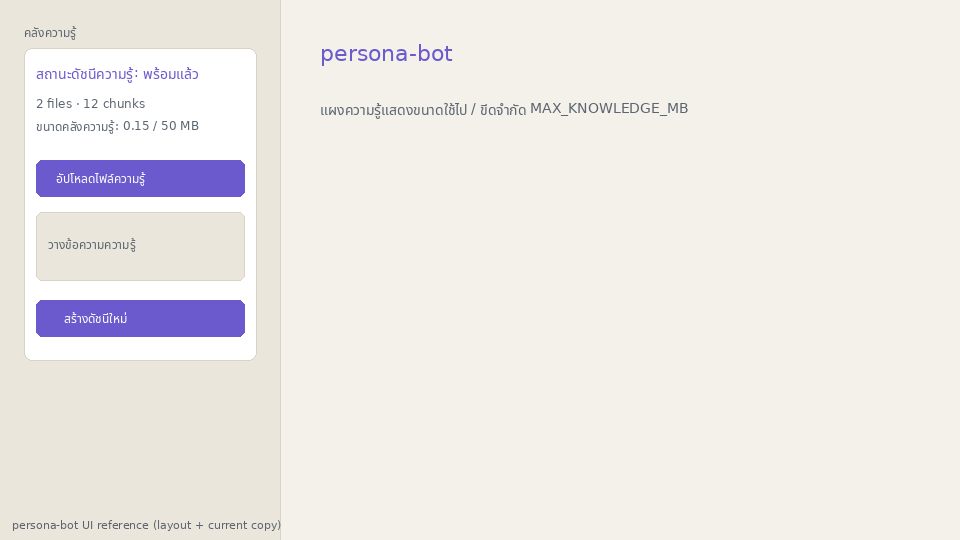 คลังความรู้
สถานะดัชนีความรู้: พร้อมแล้ว
2 files · 12 chunks
ขนาดคลังความรู้: 0.15 / 50 MB
อัปโหลดไฟล์ความรู้
วางข้อความความรู้
สร้างดัชนีใหม่
persona-bot UI reference (layout + current copy)
persona-bot
แผงความรู้แสดงขนาดใช้ไป / ขีดจำกัด MAX_KNOWLEDGE_MB